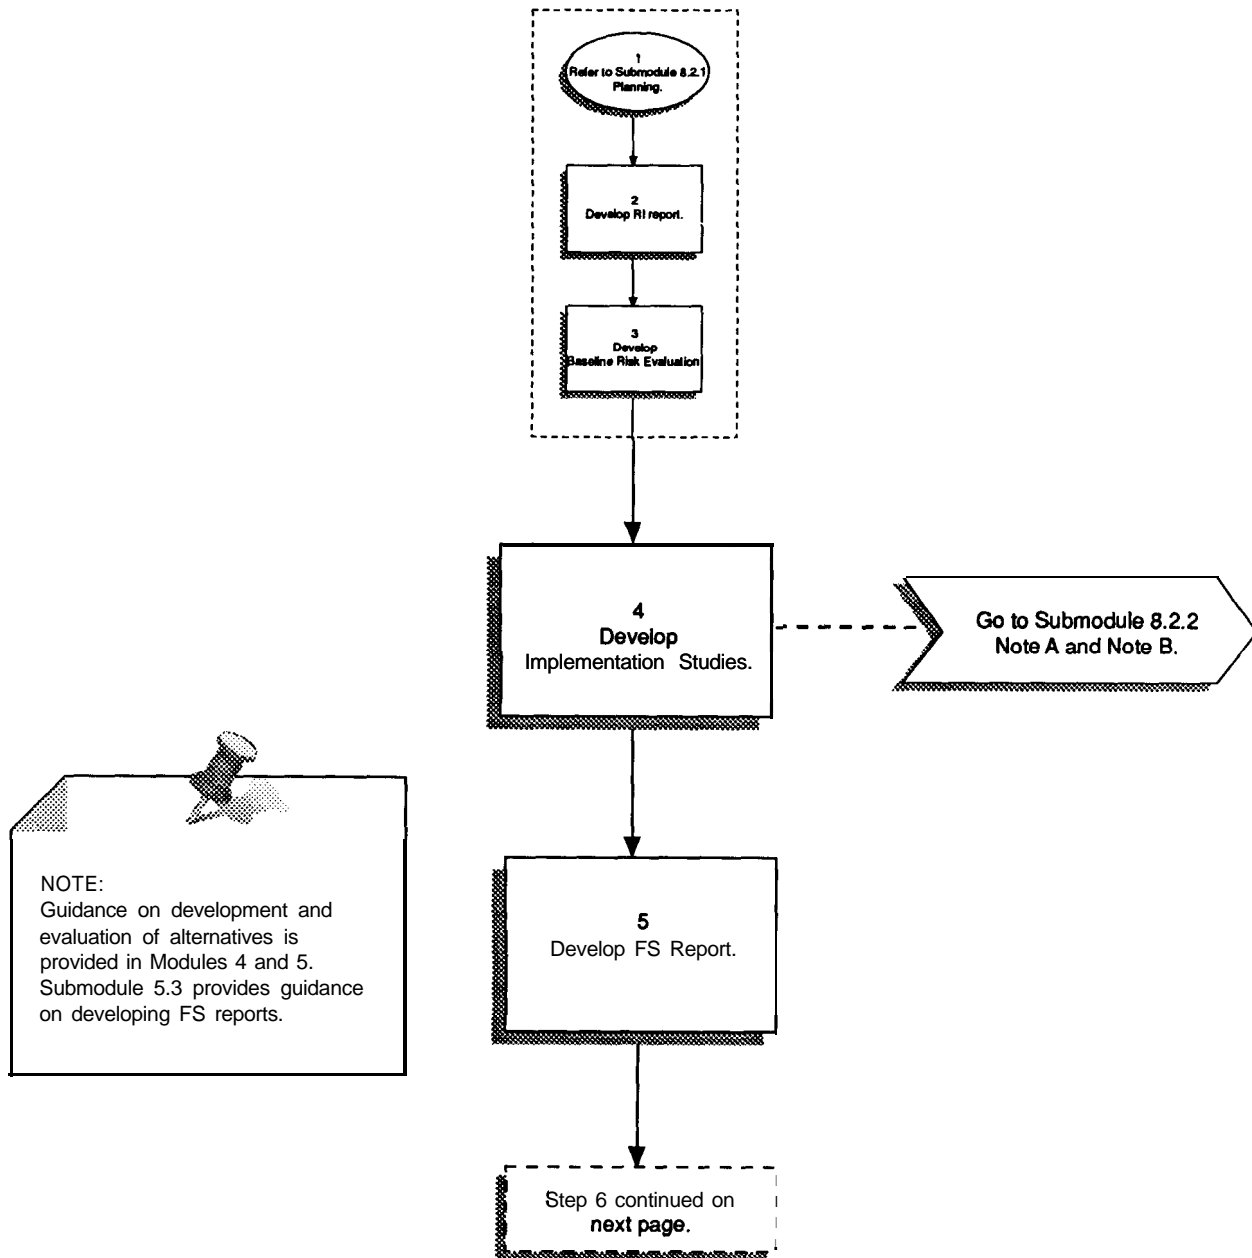 1
Refer to Submodule 8.2.1
Planning.
2
Develop RI report.
3
Develop
Baseline Risk Evaluation
4
Develop
Implementation Studies.
Go to Submodule 8.2.2
Note A and Note B.
NOTE:
Guidance on development and
evaluation of alternatives is
provided in Modules 4 and 5.
Submodule 5.3 provides guidance
on developing FS reports.
5
Develop FS Report.
Step 6 continued on
next page.